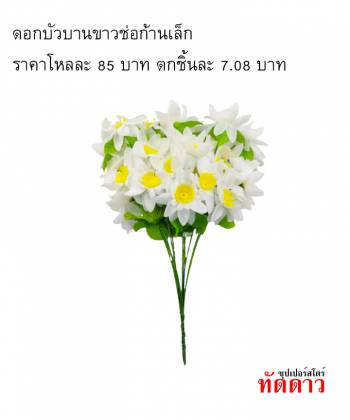 ดอกบัวบานขาวช่อก้านเล็ก
ราคาโหลละ 85 บาท ตกชิ้นละ 7.08 บาท
ซุปเปอร์สโตร์
ทัดดาว